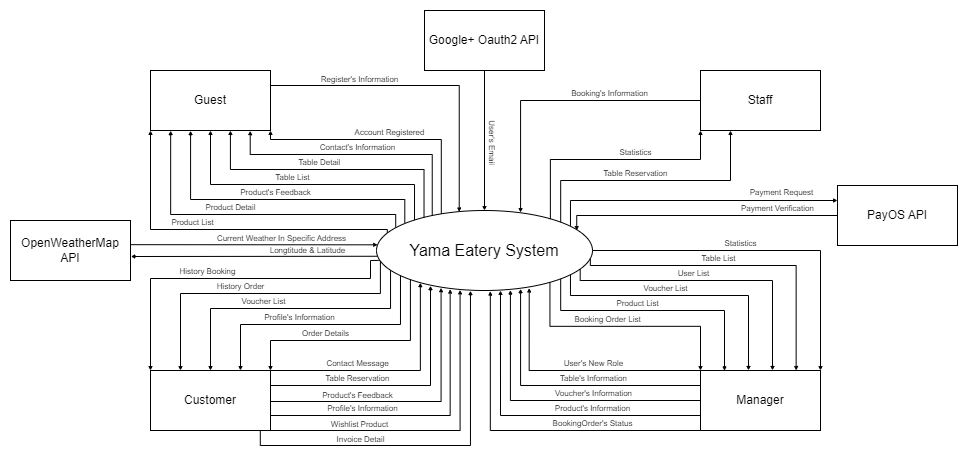 Google+ Oauth2 API
Guest
Register's Information
Booking's Information
Staff
User's Email
Account Registered
Contact's Information
Table Detail
Table List
Product's Feedback
Product Detail
Product List
Statistics
Table Reservation
Payment Request
Payment Verification
PayOS API
OpenWeatherMap
API
Current Weather In Specific Address
Longtitude & Latitude
Yama Eatery System
History Booking
History Order
Voucher List
Profile's Information
Order Details
Statistics
Table List
User List
Voucher List
Product List
Booking Order List
Customer
Contact Message
Table Reservation
Product's Feedback
Profile's Information
Wishlist Product
Invoice Detail
User's New Role
Table's Information
Voucher's Information
Product's Information
BookingOrder's Status
Manager